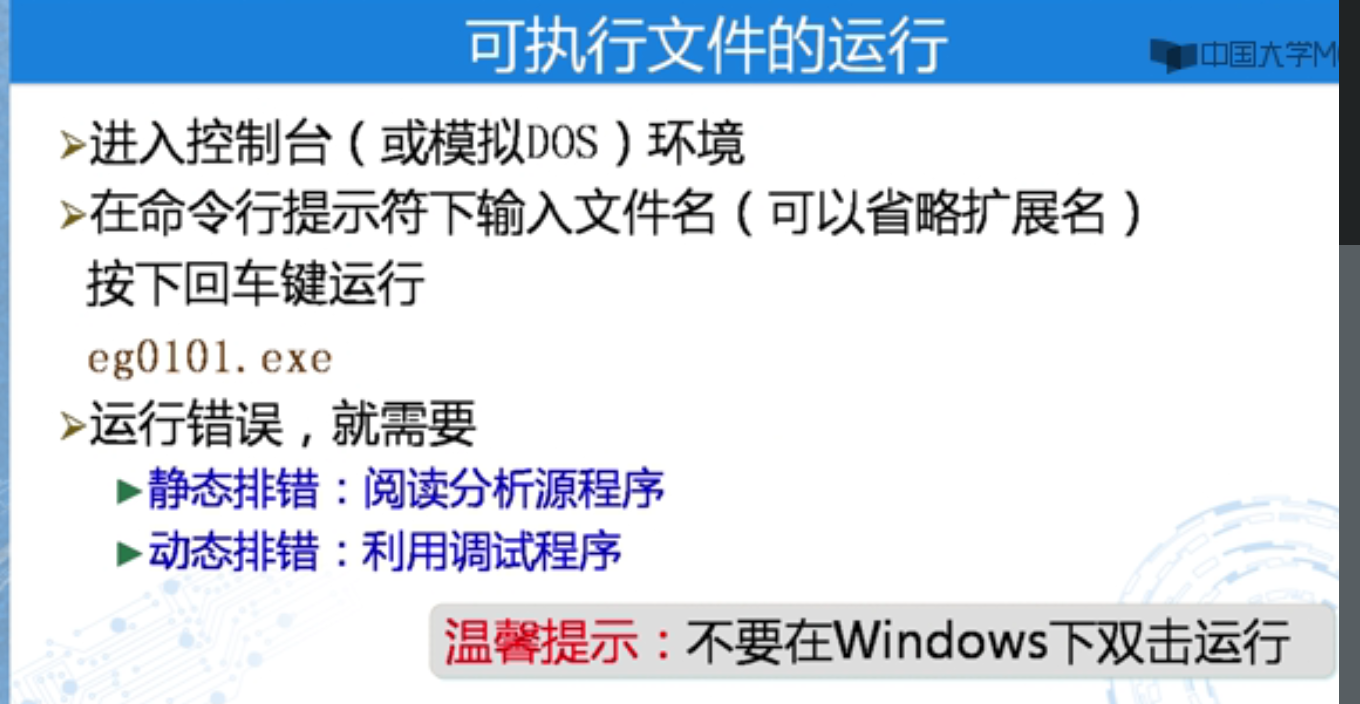 可执行文件的运行
中国大学M
进入控制台（或模拟DOS）环境
在命令行提示符下输入文件名（可以省略扩展名）
按下回车键运行
eg0101.exe
运行错误，就需要
静态排错：阅读分析源程序
动态排错：利用调试程序
温馨提示：不要在Windows下双击运行